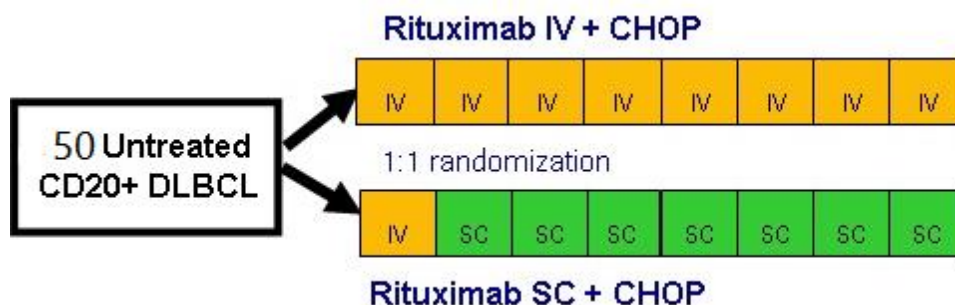 Rituximab IV + CHOP
IV IV IV IV IV IV IV IV
50 Untreated
CD20+ DLBCL
1:1 randomization
IV SC SC SC SC SC SC SC
Rituximab SC + CHOP